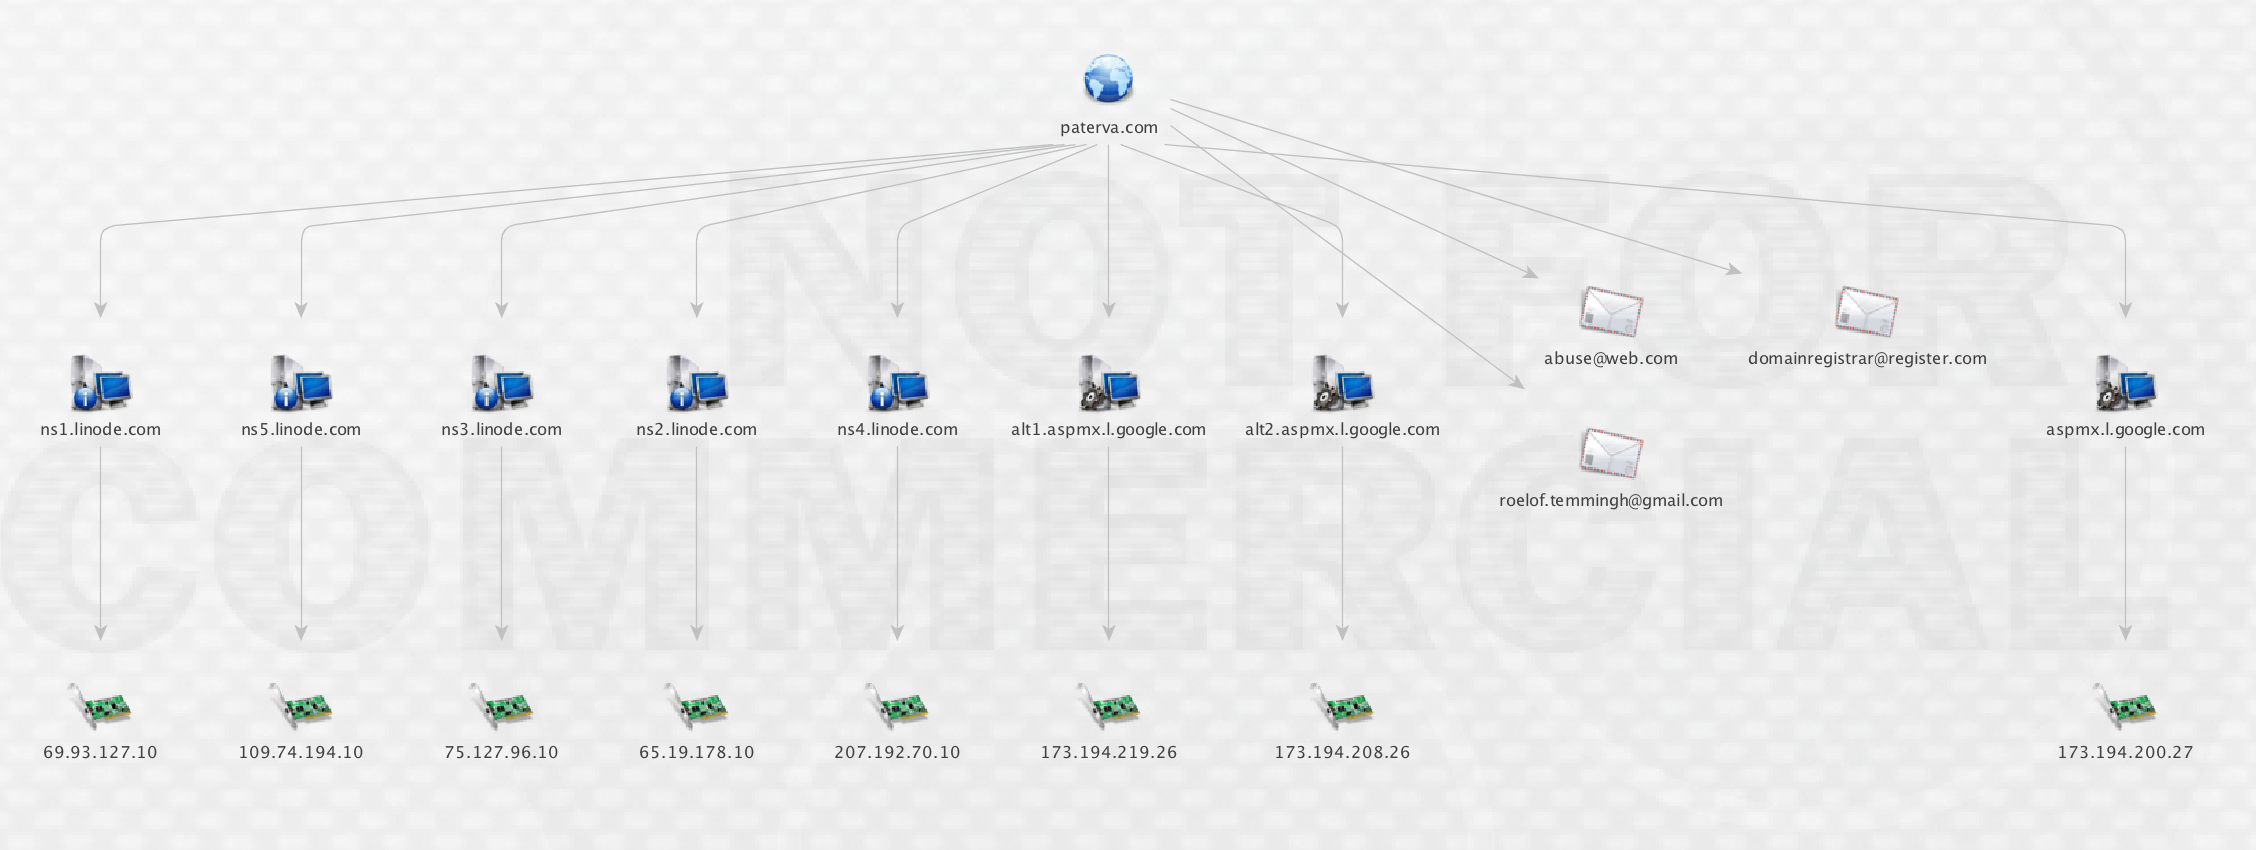 paterva.com
NOT FOR
abuse@web.com
domainregistrar@register.com
ns1.linode.com
ns5.linode.com
ns3.linode.com
ns2.linode.com
ns4.linode.com
alt1.aspmx.l.google.com
alt2.aspmx.l.google.com
aspmx.l.google.com
roelof.temmingh@gmail.com
COMMERCIAL
69.93.127.10
109.74.194.10
75.127.96.10
65.19.178.10
207.192.70.10
173.194.219.26
173.194.208.26
173.194.200.27